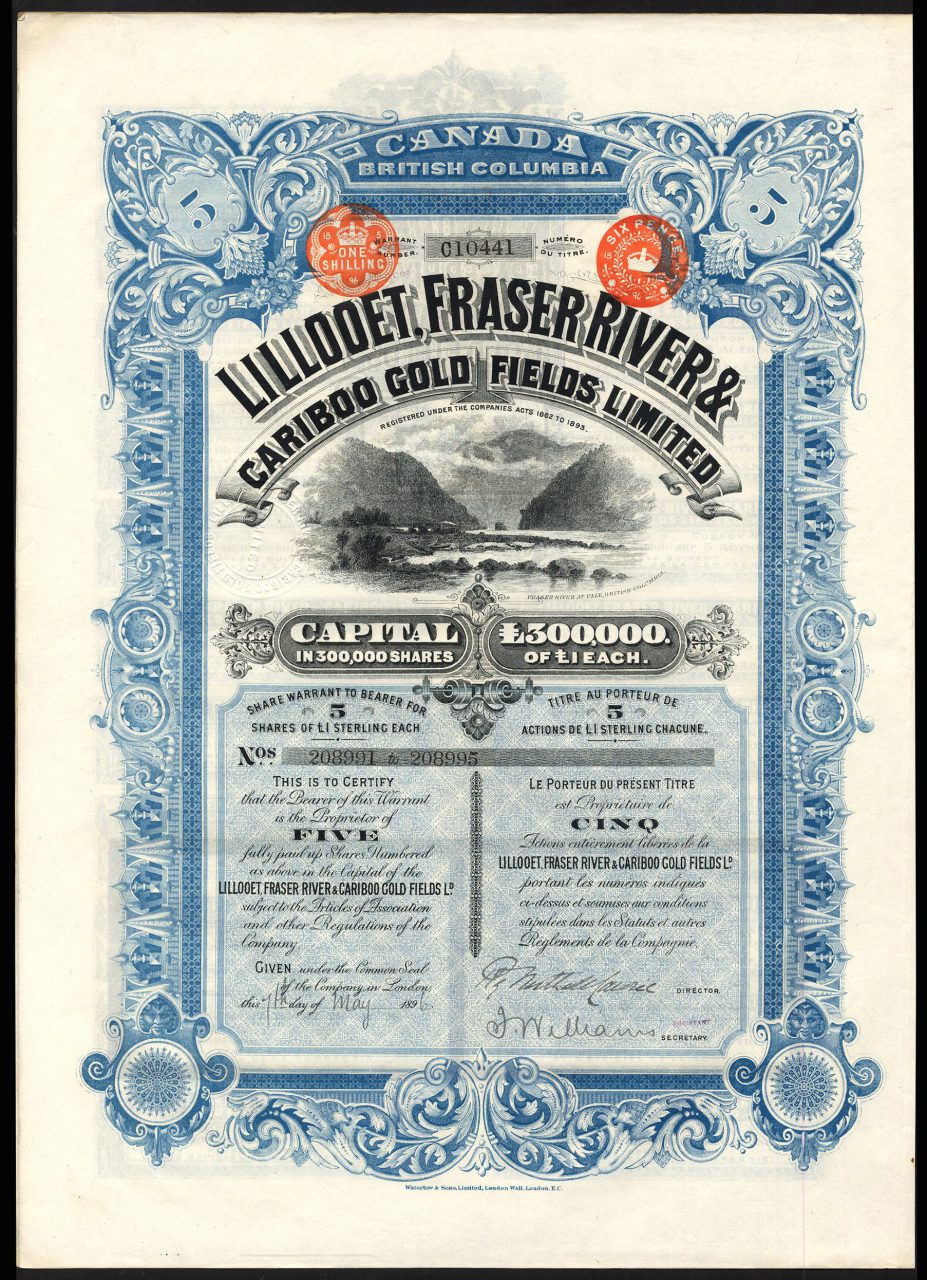 CANADA
BRITISH COLUMBIA
5
5
WARRANT NUMBER.
C10441
NUMÉRO DU TITRE.
ONE SHILLING
18 5 96
SIX PENCE
LILLOOET, FRASER RIVER &
CARIBOO GOLD FIELDS LIMITED
REGISTERED UNDER THE COMPANIES ACTS 1862 TO 1893.
FRASER RIVER AT YALE, BRITISH COLUMBIA.
CAPITAL £300,000.
IN 300,000 SHARES OF £1 EACH.
SHARE WARRANT TO BEARER FOR
5
SHARES OF £1 STERLING EACH
TITRE AU PORTEUR DE
5
ACTIONS DE £1 STERLING CHACUNE.
Nos 208991 to 208995
THIS IS TO CERTIFY
that the Bearer of this Warrant
is the Proprietor of
FIVE
fully paid up Shares Numbered
as above in the Capital of the
LILLOOET, FRASER RIVER & CARIBOO GOLD FIELDS LD
subject to the Articles of Association
and other Regulations of the
Company.
GIVEN under the Common Seal
of the Company in London,
this 7th day of May 1896
LE PORTEUR DU PRÉSENT TITRE
est Propriétaire de
CINQ
Actions entièrement libérées de la
LILLOOET, FRASER RIVER & CARIBOO GOLD FIELDS LD
portant les numeros indiqués
ci-dessus et soumises aux conditions
stipulées dans les Statuts et autres
Règlements de la Compagnie.
DIRECTOR.
J Williams
ASSISTANT
SECRETARY
Waterlow & Sons, Limited, London Wall, London, E.C.